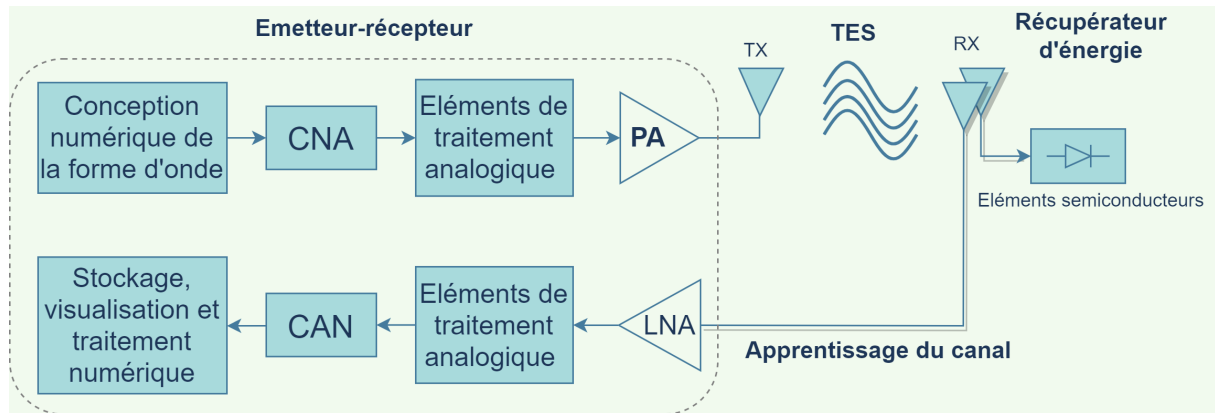 Emetteur-récepteur
TX
TES
RX
Récupérateur
d'énergie
Conception
numérique de
la forme d'onde
CNA
Eléments de
traitement
analogique
PA
Eléments semiconducteurs
Stockage,
visualisation et
traitement
numérique
CAN
Eléments de
traitement
analogique
LNA
Apprentissage du canal